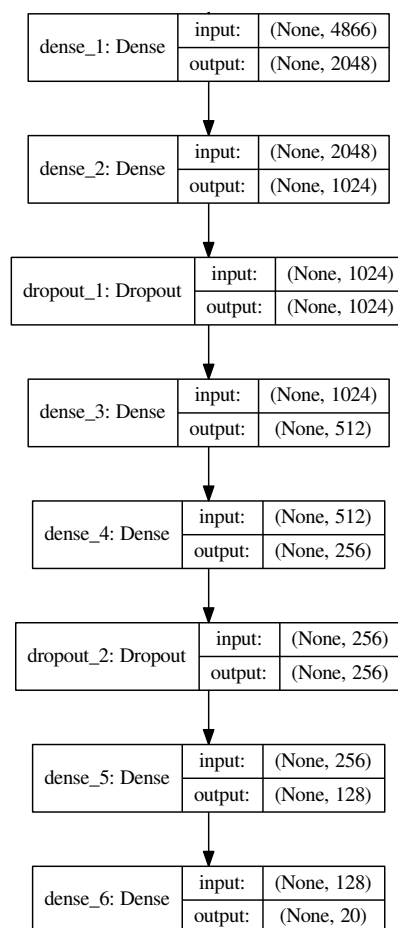 dense_1: Dense
input: (None, 4866)
output: (None, 2048)
dense_2: Dense
input: (None, 2048)
output: (None, 1024)
dropout_1: Dropout
input: (None, 1024)
output: (None, 1024)
dense_3: Dense
input: (None, 1024)
output: (None, 512)
dense_4: Dense
input: (None, 512)
output: (None, 256)
dropout_2: Dropout
input: (None, 256)
output: (None, 256)
dense_5: Dense
input: (None, 256)
output: (None, 128)
dense_6: Dense
input: (None, 128)
output: (None, 20)